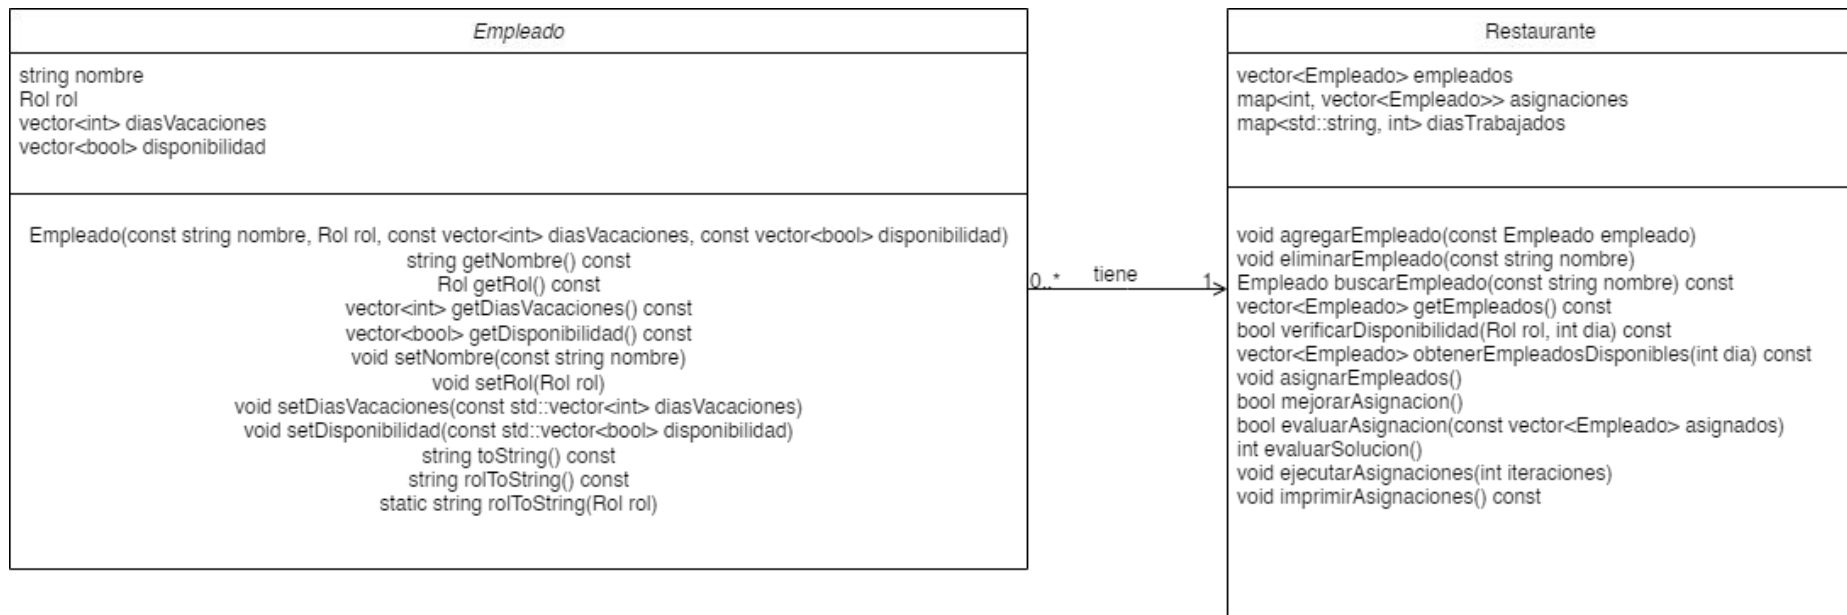 Empleado
string nombre
Rol rol
vector<int> diasVacaciones
vector<bool> disponibilidad
Empleado(const string nombre, Rol rol, const vector<int> diasVacaciones, const vector<bool> disponibilidad)
string getNombre() const
Rol getRol() const
vector<int> getDiasVacaciones() const
vector<bool> getDisponibilidad() const
void setNombre(const string nombre)
void setRol(Rol rol)
void setDiasVacaciones(const std::vector<int> diasVacaciones)
void setDisponibilidad(const std::vector<bool> disponibilidad)
string toString() const
string rolToString() const
static string rolToString(Rol rol)
0..* tiene 1
Restaurante
vector<Empleado> empleados
map<int, vector<Empleado>> asignaciones
map<std::string, int> diasTrabajados
void agregarEmpleado(const Empleado empleado)
void eliminarEmpleado(const string nombre)
Empleado buscarEmpleado(const string nombre) const
vector<Empleado> getEmpleados() const
bool verificarDisponibilidad(Rol rol, int dia) const
vector<Empleado> obtenerEmpleadosDisponibles(int dia) const
void asignarEmpleados()
bool mejorarAsignacion()
bool evaluarAsignacion(const vector<Empleado> asignados)
int evaluarSolucion()
void ejecutarAsignaciones(int iteraciones)
void imprimirAsignaciones() const